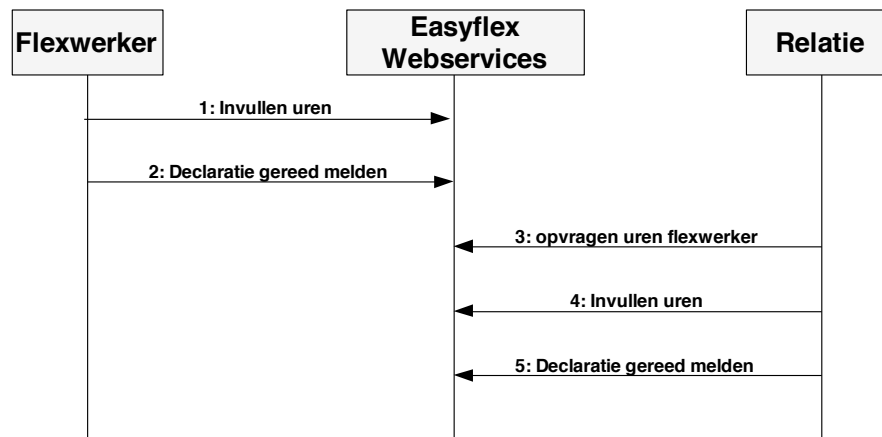 Flexwerker
Easyflex
Webservices
Relatie
1: Invullen uren
2: Declaratie gereed melden
3: opvragen uren flexwerker
4: Invullen uren
5: Declaratie gereed melden